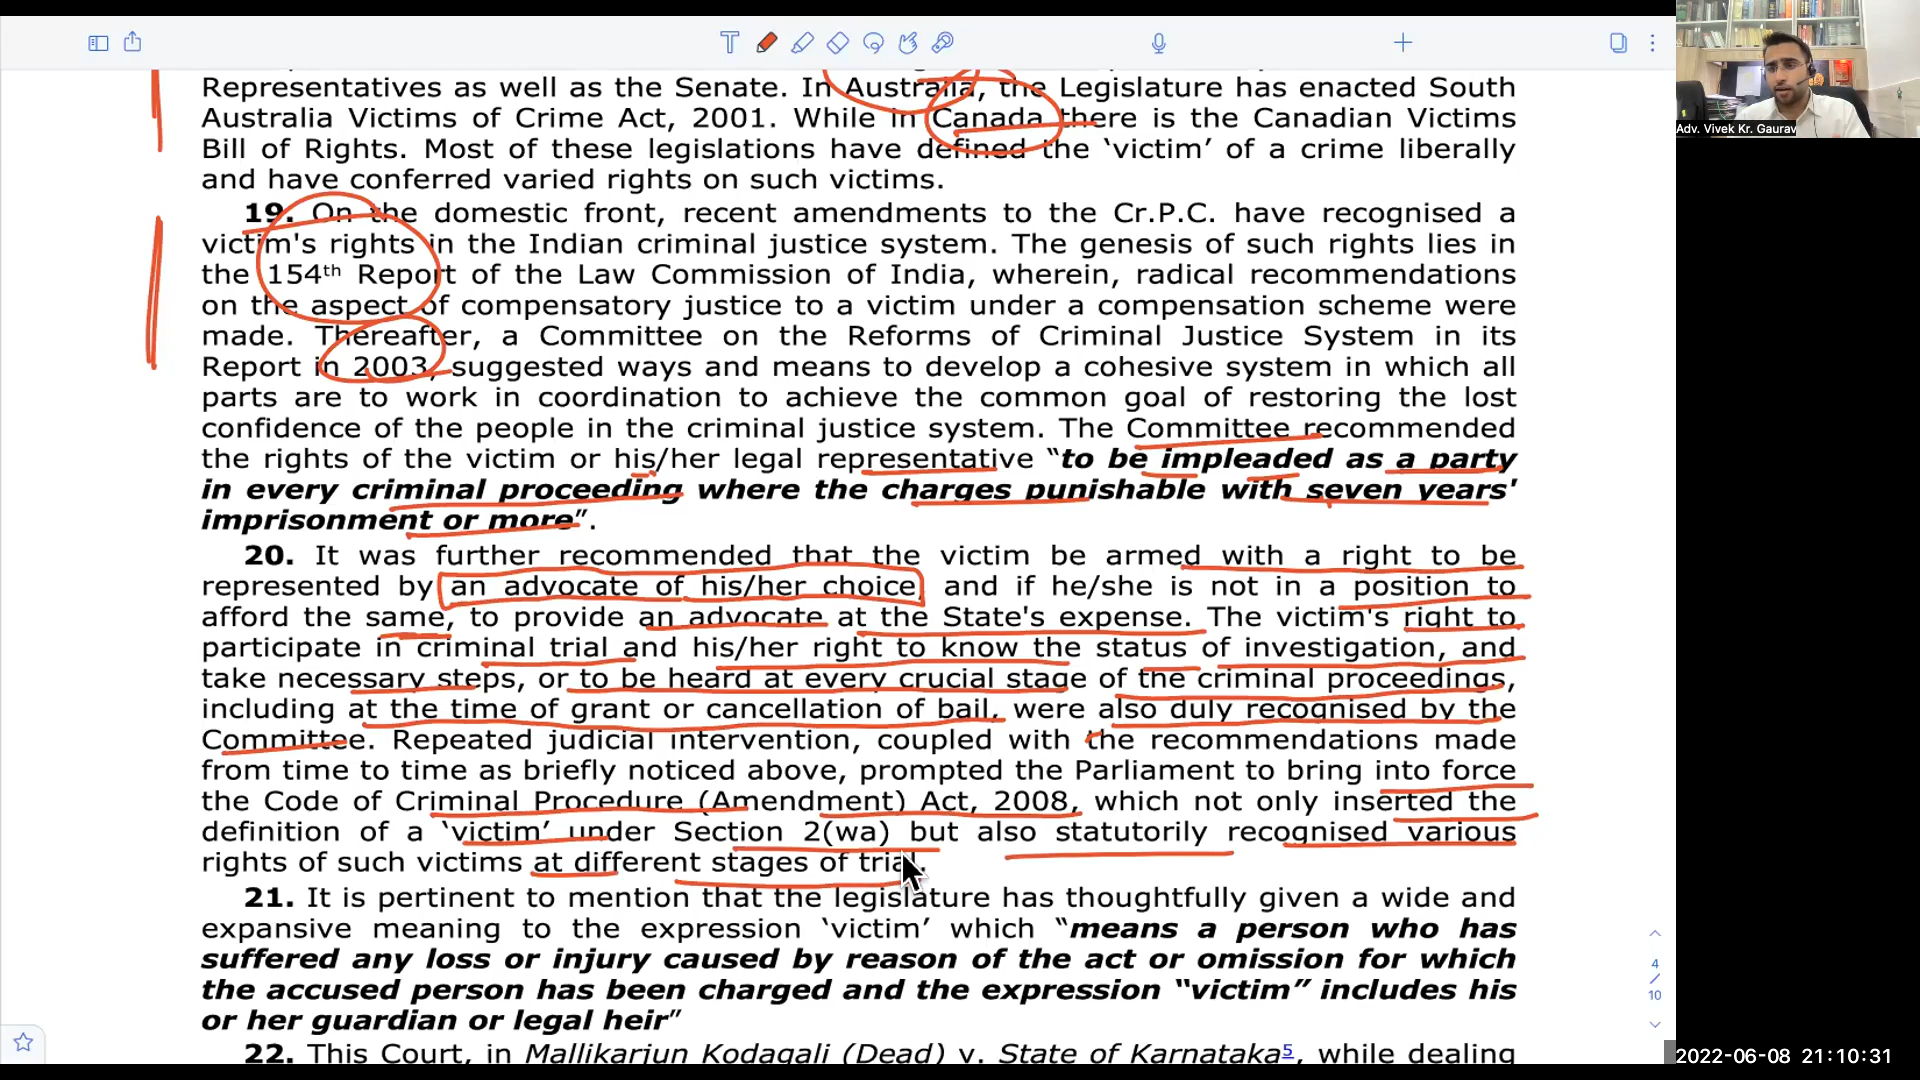 Representatives as well as the Senate. In Australia, the Legislature has enacted South
Australia Victims of Crime Act, 2001. While in Canada there is the Canadian Victims
Bill of Rights. Most of these legislations have defined the ‘victim’ of a crime liberally
and have conferred varied rights on such victims.
19. On the domestic front, recent amendments to the Cr.P.C. have recognised a
victim's rights in the Indian criminal justice system. The genesis of such rights lies in
the 154th Report of the Law Commission of India, wherein, radical recommendations
on the aspect of compensatory justice to a victim under a compensation scheme were
made. Thereafter, a Committee on the Reforms of Criminal Justice System in its
Report in 2003, suggested ways and means to develop a cohesive system in which all
parts are to work in coordination to achieve the common goal of restoring the lost
confidence of the people in the criminal justice system. The Committee recommended
the rights of the victim or his/her legal representative “to be impleaded as a party
in every criminal proceeding where the charges punishable with seven years'
imprisonment or more”.
20. It was further recommended that the victim be armed with a right to be
represented by an advocate of his/her choice, and if he/she is not in a position to
afford the same, to provide an advocate at the State's expense. The victim's right to
participate in criminal trial and his/her right to know the status of investigation, and
take necessary steps, or to be heard at every crucial stage of the criminal proceedings,
including at the time of grant or cancellation of bail, were also duly recognised by the
Committee. Repeated judicial intervention, coupled with the recommendations made
from time to time as briefly noticed above, prompted the Parliament to bring into force
the Code of Criminal Procedure (Amendment) Act, 2008, which not only inserted the
definition of a ‘victim’ under Section 2(wa) but also statutorily recognised various
rights of such victims at different stages of trial.
21. It is pertinent to mention that the legislature has thoughtfully given a wide and
expansive meaning to the expression ‘victim’ which “means a person who has
suffered any loss or injury caused by reason of the act or omission for which
the accused person has been charged and the expression “victim” includes his
or her guardian or legal heir”
22. This Court, in Mallikarjun Kodagali (Dead) v. State of Karnataka5, while dealing
4
/
10
Adv. Vivek Kr. Gaurav
2022-06-08 21:10:31